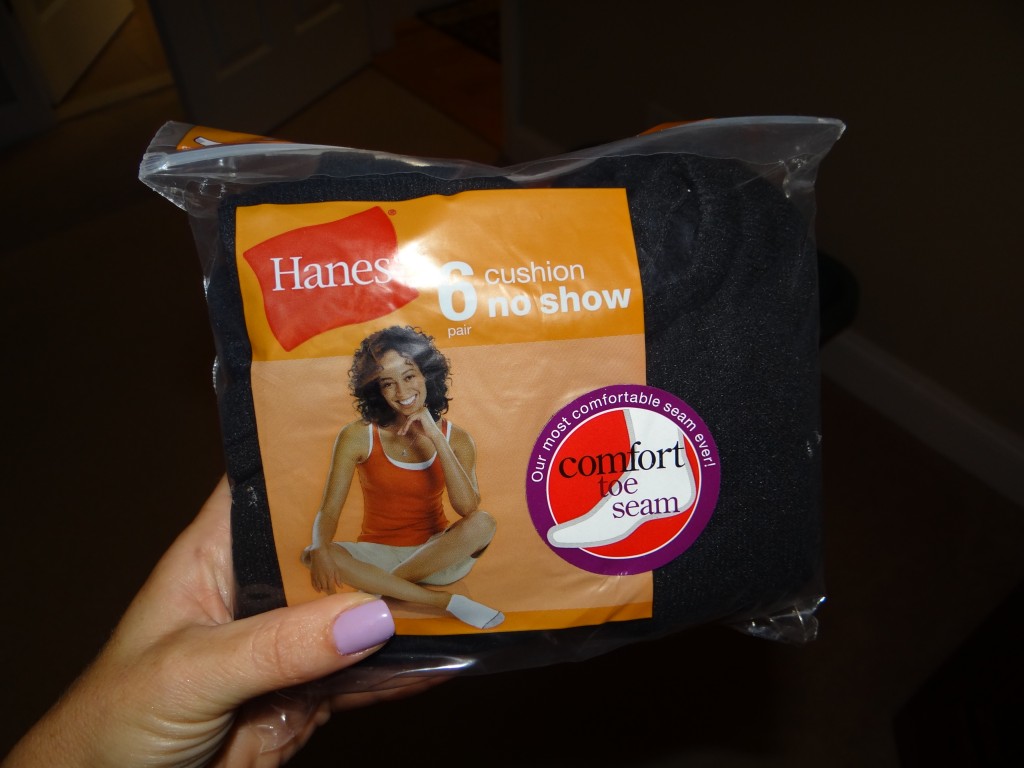 Hanes®
6 cushion
no show
pair
Our most comfortable seam ever!
comfort
toe
seam